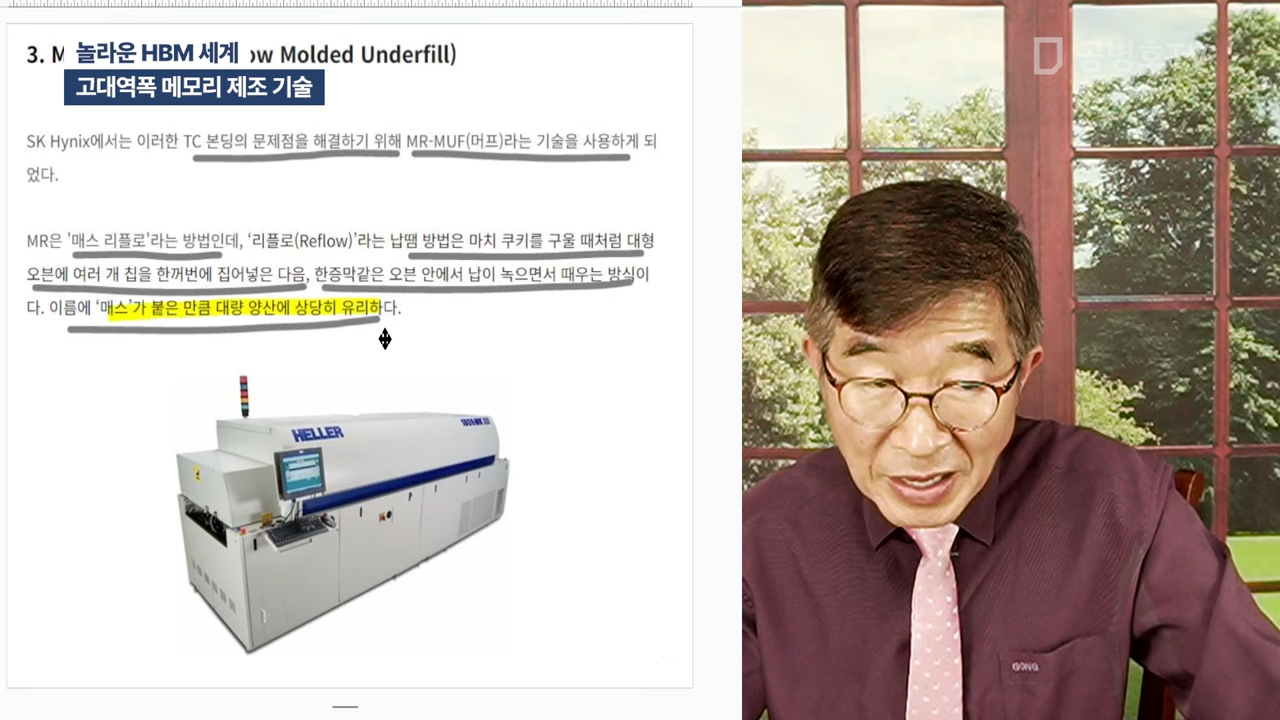 3. M
놀라운 HBM 세계
ow Molded Underfill)
고대역폭 메모리 제조 기술
SK Hynix에서는 이러한 TC 본딩의 문제점을 해결하기 위해 MR-MUF(머프)라는 기술을 사용하게 되
었다.
MR은 '매스 리플로'라는 방법인데, ‘리플로(Reflow)’라는 납땜 방법은 마치 쿠키를 구울 때처럼 대형
오븐에 여러 개 칩을 한꺼번에 집어넣은 다음, 한증막같은 오븐 안에서 납이 녹으면서 때우는 방식이
다. 이름에 ‘매스’가 붙은 만큼 대량 양산에 상당히 유리하다.
HELLER
1809MK III
공병호TV
GONG